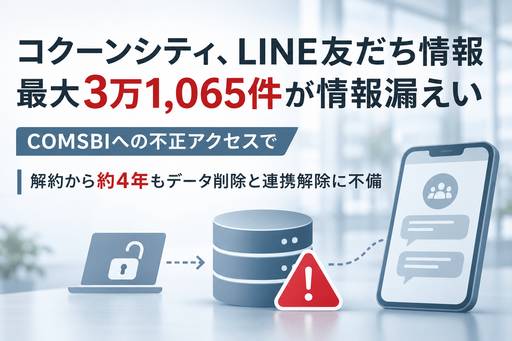 コクーンシティ、LINE友だち情報
最大3万1,065件が情報漏えい
COMSBIへの不正アクセスで
解約から約4年もデータ削除と連携解除に不備